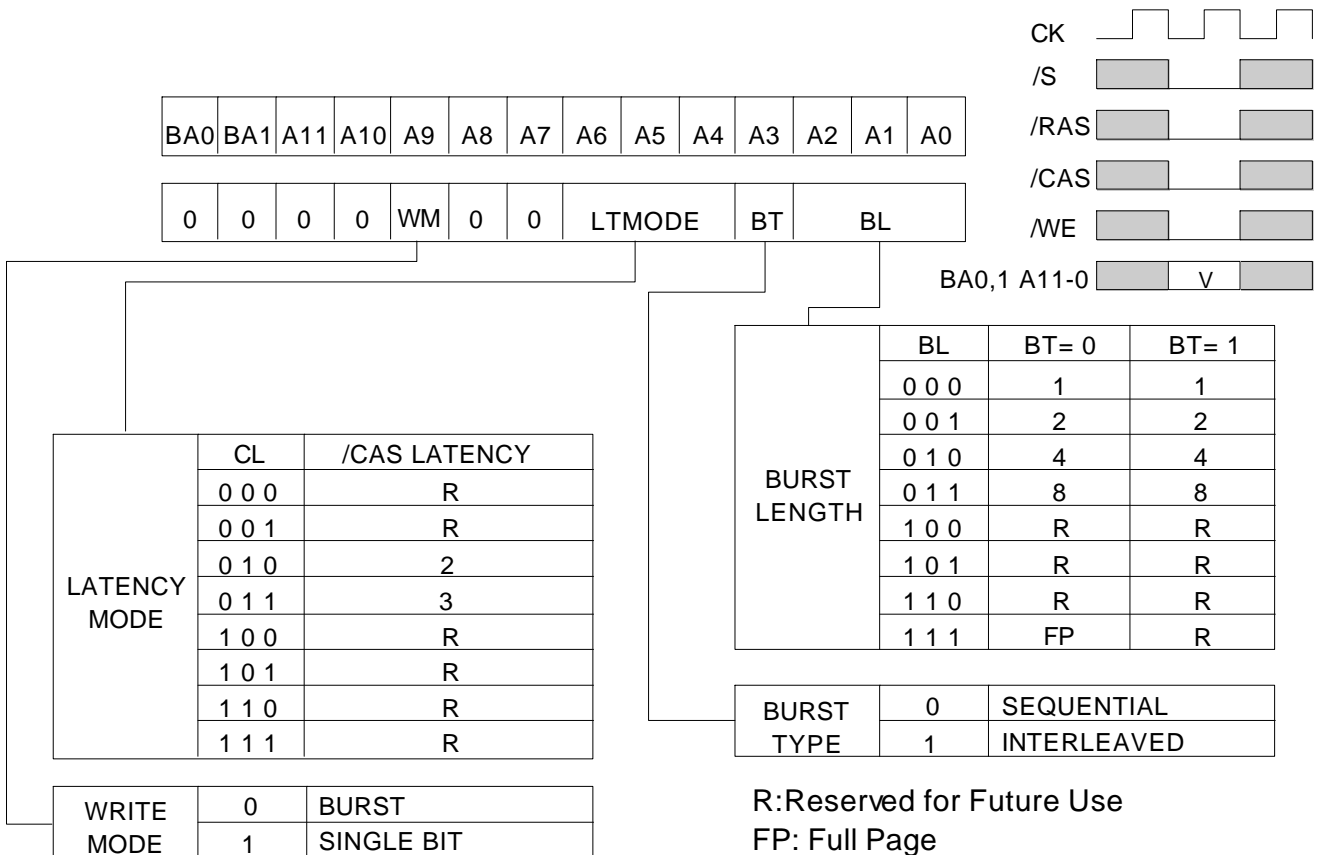 CK
/S
/RAS
/CAS
/WE
BA0,1 A11-0 V
BA0 BA1 A11 A10 A9 A8 A7 A6 A5 A4 A3 A2 A1 A0
0 0 0 0 WM 0 0 LTMODE BT BL
LATENCY
MODE
CL /CAS LATENCY
0 0 0 R
0 0 1 R
0 1 0 2
0 1 1 3
1 0 0 R
1 0 1 R
1 1 0 R
1 1 1 R
WRITE
MODE
0 BURST
1 SINGLE BIT
BURST
LENGTH
BL BT= 0 BT= 1
0 0 0 1 1
0 0 1 2 2
0 1 0 4 4
0 1 1 8 8
1 0 0 R R
1 0 1 R R
1 1 0 R R
1 1 1 FP R
BURST
TYPE
0 SEQUENTIAL
1 INTERLEAVED
R:Reserved for Future Use
FP: Full Page